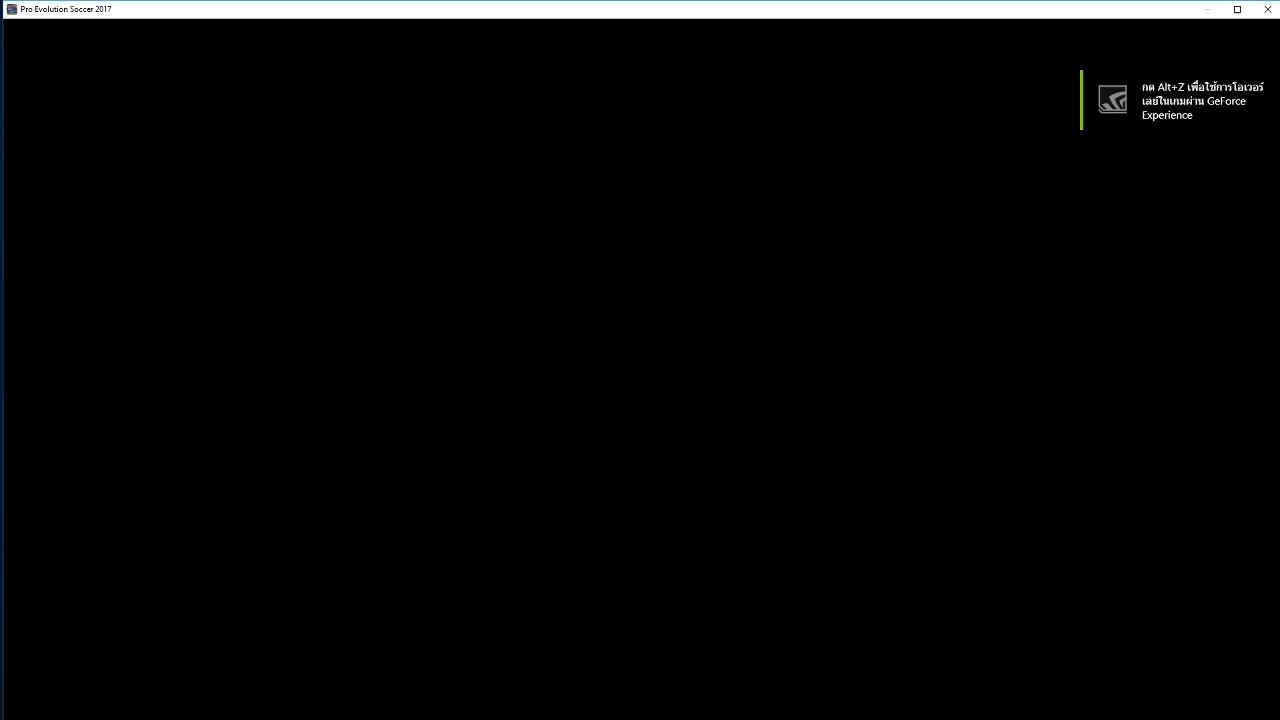 Pro Evolution Soccer 2017
กด Alt+Z เพื่อใช้การโอเวอร์
เลย์ในเกมผ่าน GeForce
Experience